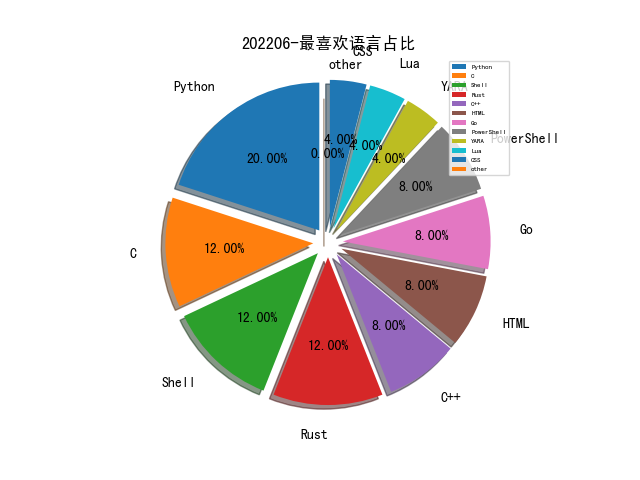 202206-最喜欢语言占比
CSS
other
Lua
YARA
Python
PowerShell
Go
HTML
C++
Rust
Shell
C
20.00%
12.00%
12.00%
12.00%
8.00%
8.00%
8.00%
8.00%
4.00%
4.00%
4.00%
0.00%
Python
C
Shell
Rust
C++
HTML
Go
PowerShell
YARA
Lua
CSS
other